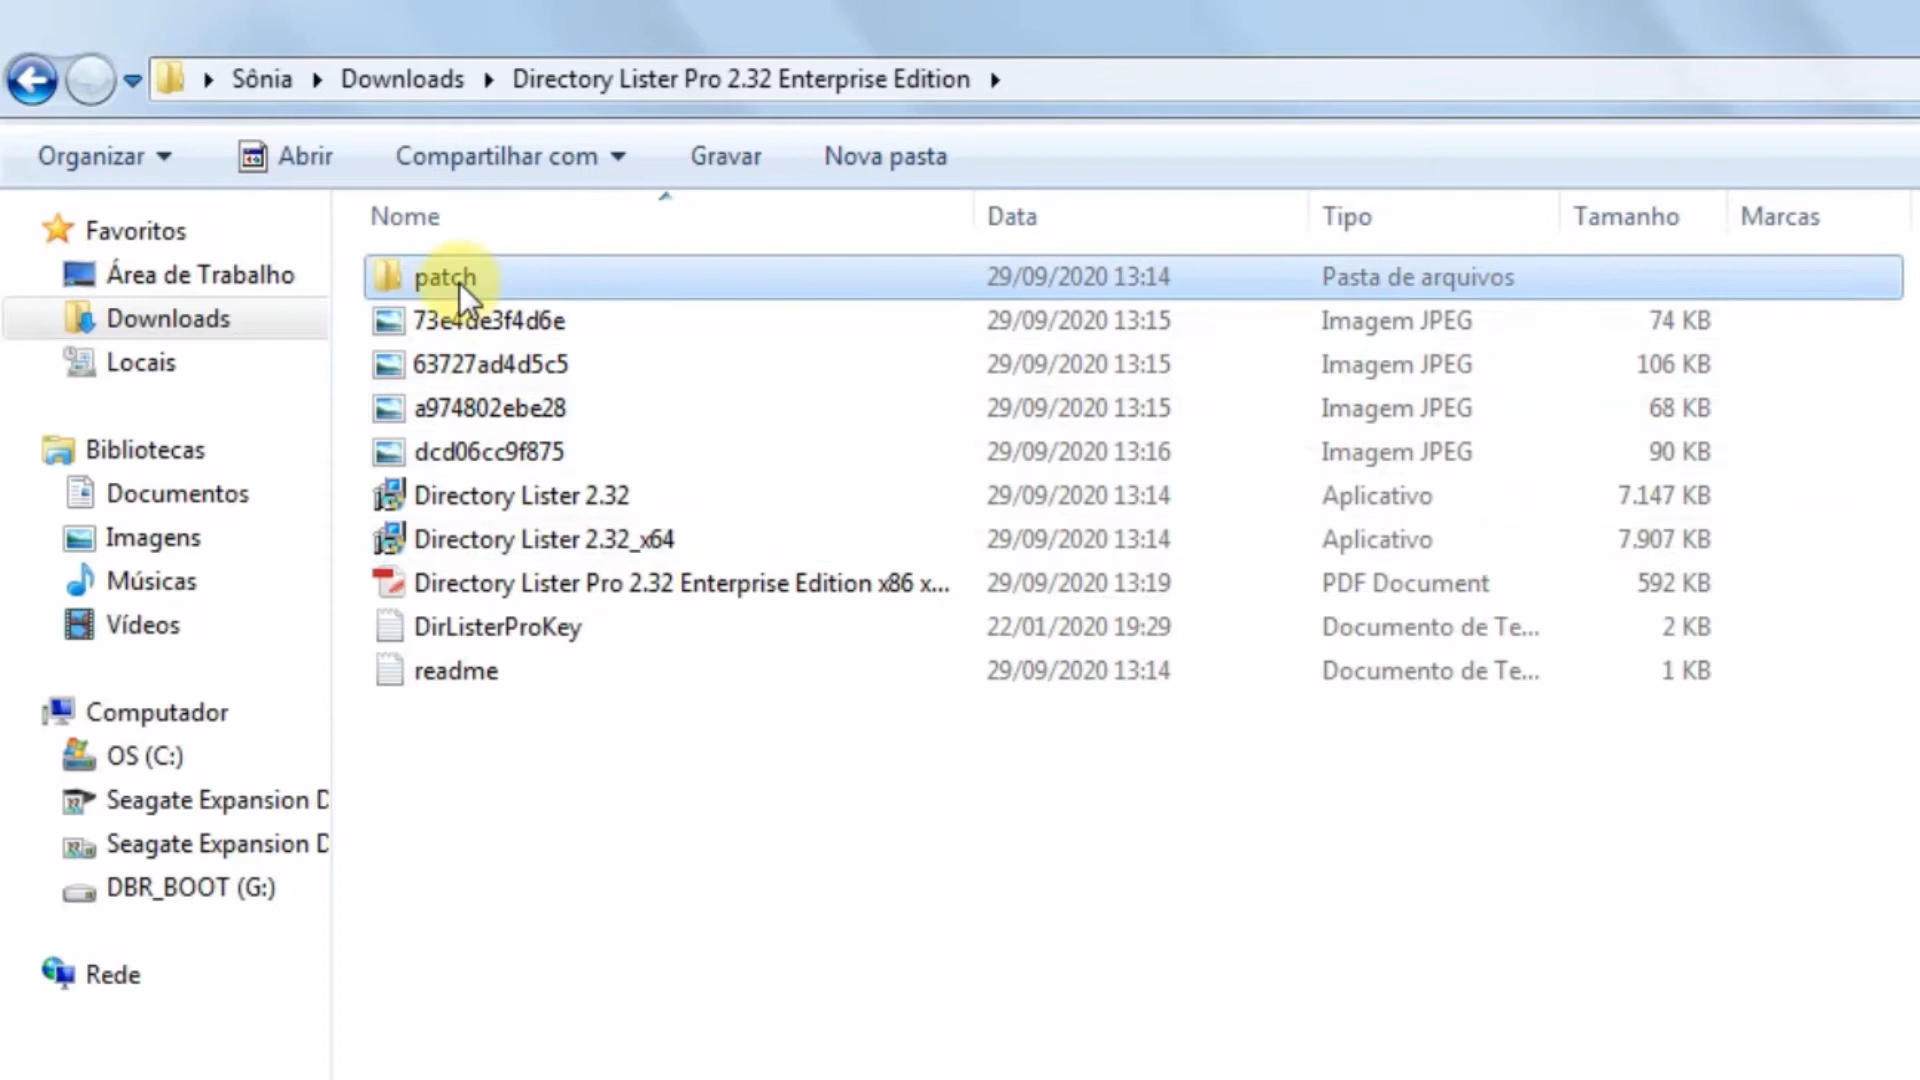 Sônia Downloads Directory Lister Pro 2.32 Enterprise Edition
Organizar Abrir Compartilhar com Gravar Nova pasta
Nome Data Tipo Tamanho Marcas
Favoritos
Área de Trabalho
Downloads
Locais
Bibliotecas
Documentos
Imagens
Músicas
Vídeos
Computador
OS (C:)
Seagate Expansion D
Seagate Expansion D
DBR_BOOT (G:)
Rede
patch 29/09/2020 13:14 Pasta de arquivos
73e4de3f4d6e 29/09/2020 13:15 Imagem JPEG 74 KB
63727ad4d5c5 29/09/2020 13:15 Imagem JPEG 106 KB
a974802ebe28 29/09/2020 13:15 Imagem JPEG 68 KB
dcd06cc9f875 29/09/2020 13:16 Imagem JPEG 90 KB
Directory Lister 2.32 29/09/2020 13:14 Aplicativo 7.147 KB
Directory Lister 2.32_x64 29/09/2020 13:14 Aplicativo 7.907 KB
Directory Lister Pro 2.32 Enterprise Edition x86 x... 29/09/2020 13:19 PDF Document 592 KB
DirListerProKey 22/01/2020 19:29 Documento de Te... 2 KB
readme 29/09/2020 13:14 Documento de Te... 1 KB